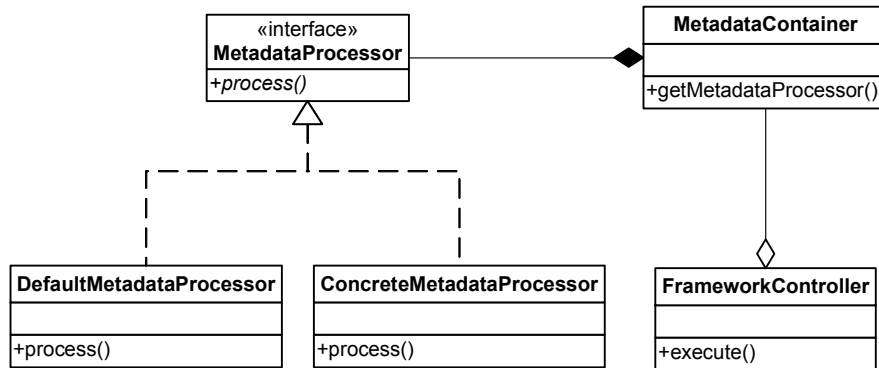 «interface»
MetadataProcessor
+process()
MetadataContainer
+getMetadataProcessor()
DefaultMetadataProcessor
+process()
ConcreteMetadataProcessor
+process()
FrameworkController
+execute()